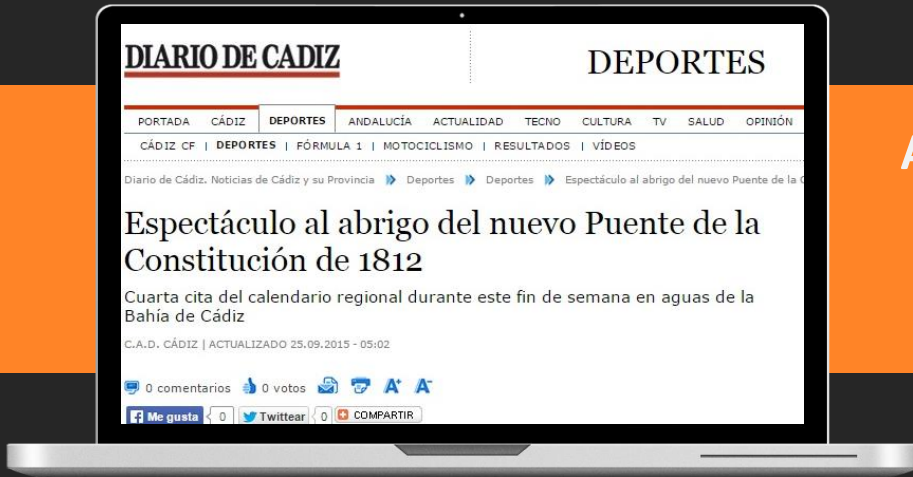 DIARIO DE CADIZ
DEPORTES
PORTADA CÁDIZ DEPORTES ANDALUCÍA ACTUALIDAD TECNO CULTURA TV SALUD OPINIÓN
CÁDIZ CF | DEPORTES | FÓRMULA 1 | MOTOCICLISMO | RESULTADOS | VÍDEOS
Diario de Cádiz. Noticias de Cádiz y su Provincia Deportes Deportes Espectáculo al abrigo del nuevo Puente de la
Espectáculo al abrigo del nuevo Puente de la
Constitución de 1812
Cuarta cita del calendario regional durante este fin de semana en aguas de la
Bahía de Cádiz
C.A.D. CÁDIZ | ACTUALIZADO 25.09.2015 - 05:02
0 comentarios 0 votos A+ A-
Me gusta 0 Twittear 0 COMPARTIR